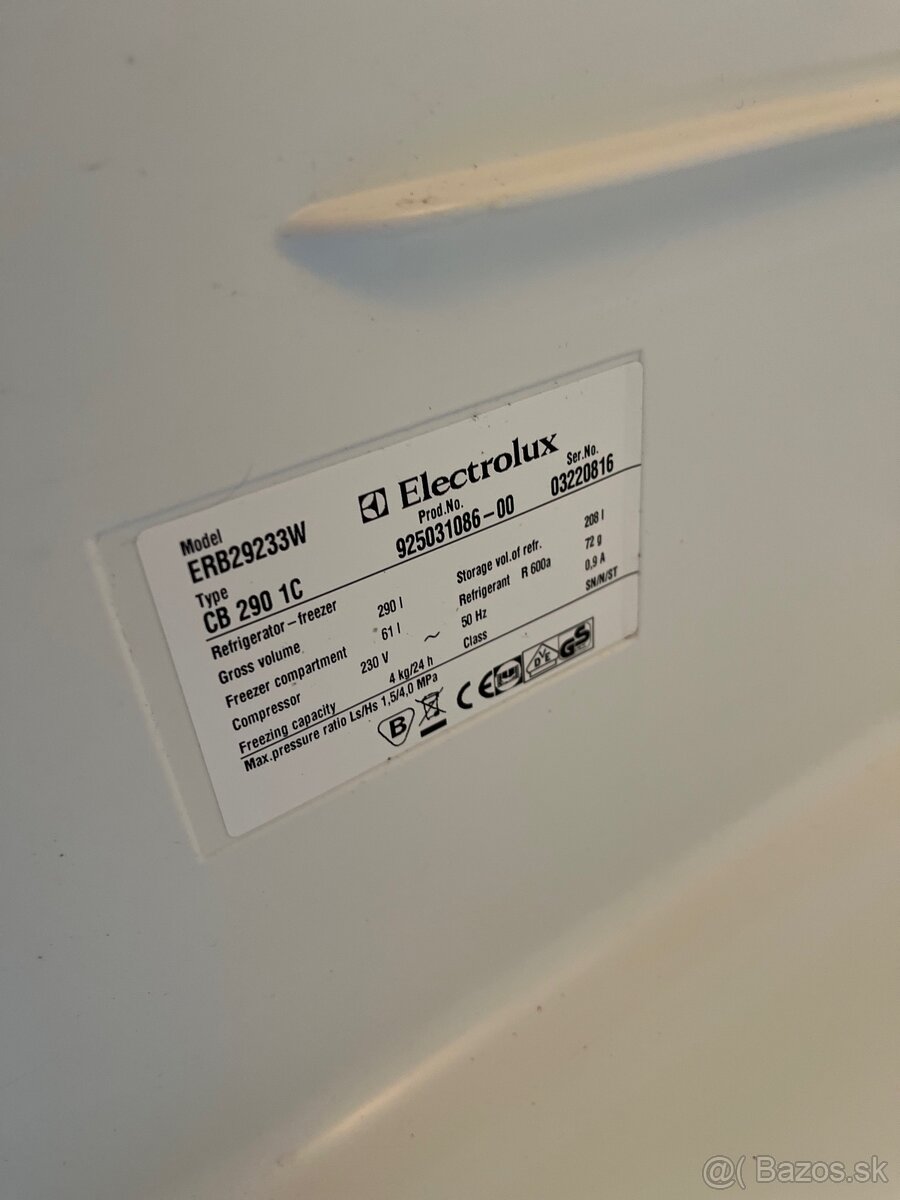 Electrolux
Model
ERB29233W
Prod.No.
925031086-00
Ser.No.
03220816
Type
CB 290 1C
Refrigerator-freezer
Gross volume 290 l
Storage vol.of refr. 208 l
Freezer compartment 61 l
Refrigerant R 600a 72 g
Compressor 230 V ~ 50 Hz 0,9 A
Freezing capacity 4 kg/24 h
Class SN/N/ST
Max.pressure ratio Ls/Hs 1,5/4,0 MPa
B CE DVE GS
@( Bazos.sk